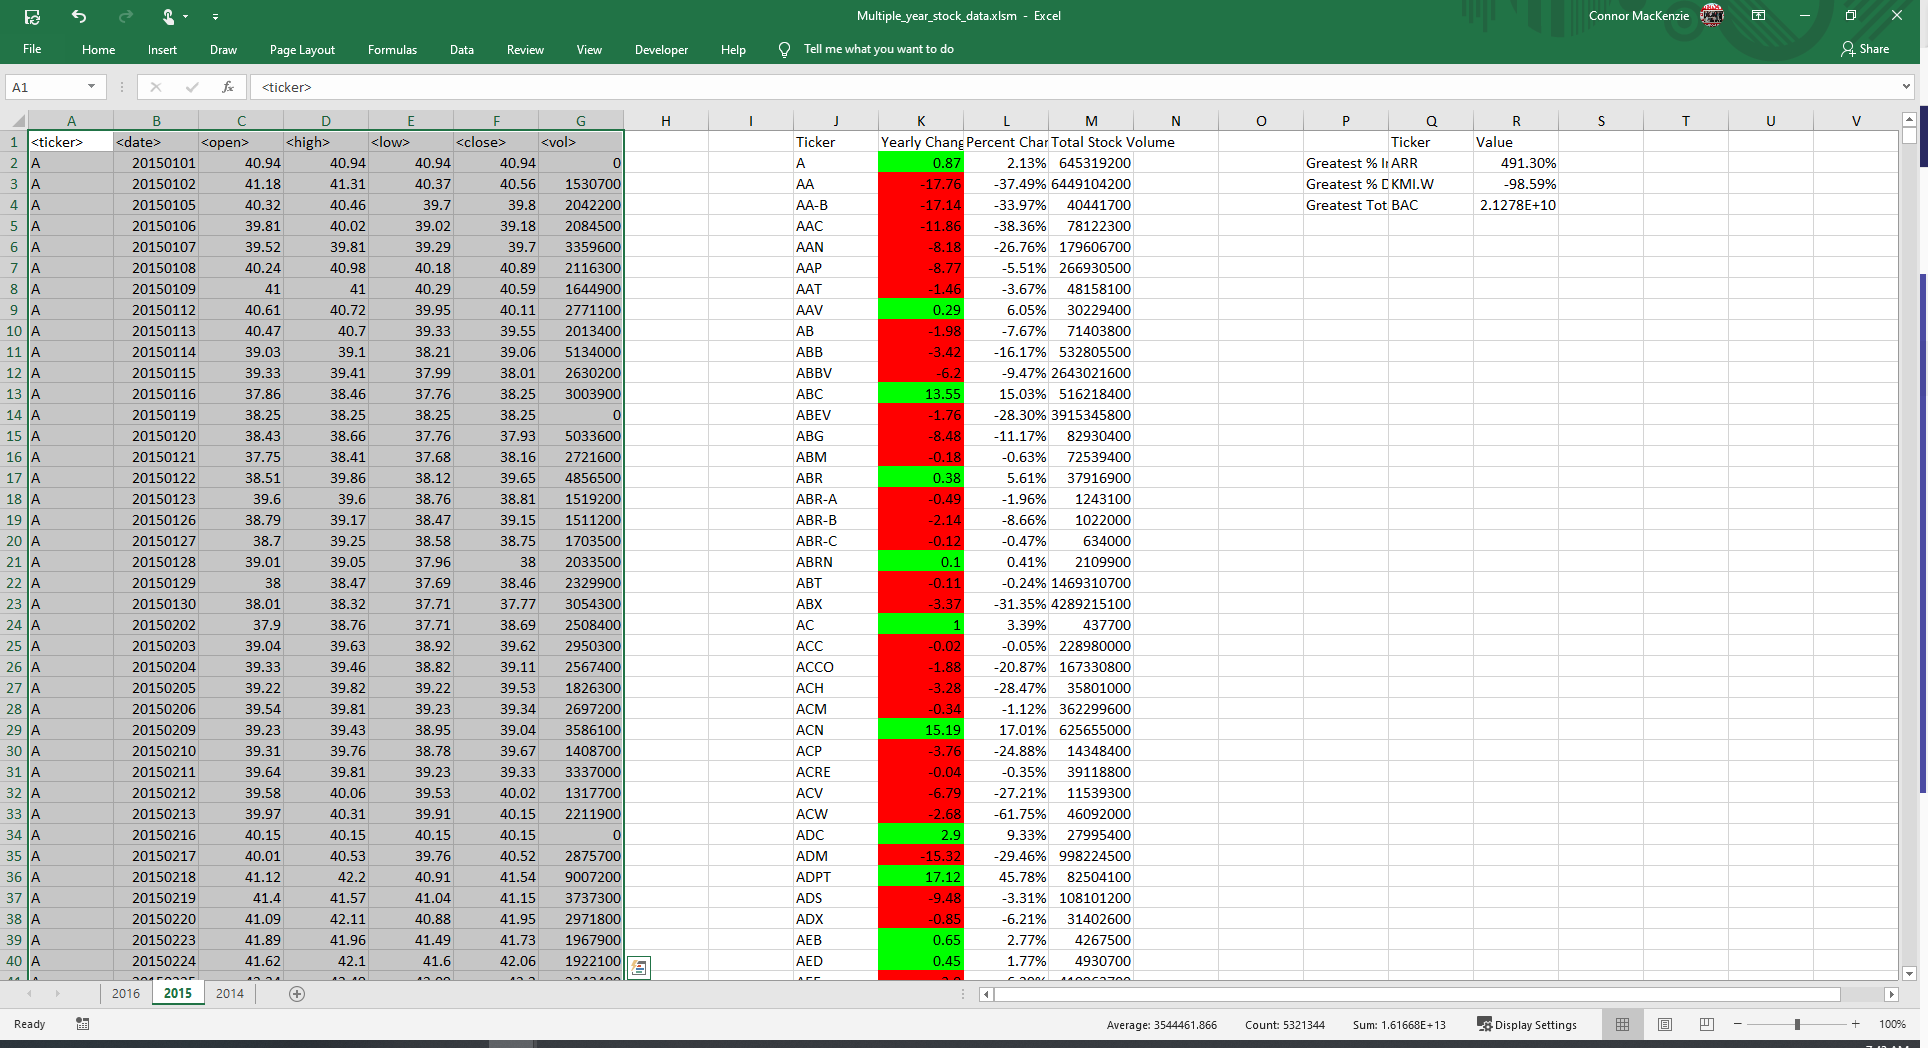 Multiple_year_stock_data.xlsm - Excel
Connor MacKenzie
File Home Insert Draw Page Layout Formulas Data Review View Developer Help Tell me what you want to do Share
A1 fx <ticker>
A B C D E F G H I J K L M N O P Q R S T U V
1 <ticker> <date> <open> <high> <low> <close> <vol> Ticker Yearly Chang Percent Char Total Stock Volume Ticker Value
2 A 20150101 40.94 40.94 40.94 40.94 0 A 0.87 2.13% 645319200 Greatest % I ARR 491.30%
3 A 20150102 41.18 41.31 40.37 40.56 1530700 AA -17.76 -37.49% 6449104200 Greatest % D KMI.W -98.59%
4 A 20150105 40.32 40.46 39.7 39.8 2042200 AA-B -17.14 -33.97% 40441700 Greatest Tot BAC 2.1278E+10
5 A 20150106 39.81 40.02 39.02 39.18 2084500 AAC -11.86 -38.36% 78122300
6 A 20150107 39.52 39.81 39.29 39.7 3359600 AAN -8.18 -26.76% 179606700
7 A 20150108 40.24 40.98 40.18 40.89 2116300 AAP -8.77 -5.51% 266930500
8 A 20150109 41 41 40.29 40.59 1644900 AAT -1.46 -3.67% 48158100
9 A 20150112 40.61 40.72 39.95 40.11 2771100 AAV 0.29 6.05% 30229400
10 A 20150113 40.47 40.7 39.33 39.55 2013400 AB -1.98 -7.67% 71403800
11 A 20150114 39.03 39.1 38.21 39.06 5134000 ABB -3.42 -16.17% 532805500
12 A 20150115 39.33 39.41 37.99 38.01 2630200 ABBV -6.2 -9.47% 2643021600
13 A 20150116 37.86 38.46 37.76 38.25 3003900 ABC 13.55 15.03% 516218400
14 A 20150119 38.25 38.25 38.25 38.25 0 ABEV -1.76 -28.30% 3915345800
15 A 20150120 38.43 38.66 37.76 37.93 5033600 ABG -8.48 -11.17% 82930400
16 A 20150121 37.75 38.41 37.68 38.16 2721600 ABM -0.18 -0.63% 72539400
17 A 20150122 38.51 39.86 38.12 39.65 4856500 ABR 0.38 5.61% 37916900
18 A 20150123 39.6 39.6 38.76 38.81 1519200 ABR-A -0.49 -1.96% 1243100
19 A 20150126 38.79 39.17 38.47 39.15 1511200 ABR-B -2.14 -8.66% 1022000
20 A 20150127 38.7 39.25 38.58 38.75 1703500 ABR-C -0.12 -0.47% 634000
21 A 20150128 39.01 39.05 37.96 38 2033500 ABRN 0.1 0.41% 2109900
22 A 20150129 38 38.47 37.69 38.46 2329900 ABT -0.11 -0.24% 1469310700
23 A 20150130 38.01 38.32 37.71 37.77 3054300 ABX -3.37 -31.35% 4289215100
24 A 20150202 37.9 38.76 37.71 38.69 2508400 AC 1 3.39% 437700
25 A 20150203 39.04 39.63 38.92 39.62 2950300 ACC -0.02 -0.05% 228980000
26 A 20150204 39.33 39.46 38.82 39.11 2567400 ACCO -1.88 -20.87% 167330800
27 A 20150205 39.22 39.82 39.22 39.53 1826300 ACH -3.28 -28.47% 35801000
28 A 20150206 39.54 39.81 39.23 39.34 2697200 ACM -0.34 -1.12% 362299600
29 A 20150209 39.23 39.43 38.95 39.04 3586100 ACN 15.19 17.01% 625655000
30 A 20150210 39.31 39.76 38.78 39.67 1408700 ACP -3.76 -24.88% 14348400
31 A 20150211 39.64 39.81 39.23 39.33 3337000 ACRE -0.04 -0.35% 39118800
32 A 20150212 39.58 40.06 39.53 40.02 1317700 ACV -6.79 -27.21% 11539300
33 A 20150213 39.97 40.31 39.91 40.15 2211900 ACW -2.68 -61.75% 46092000
34 A 20150216 40.15 40.15 40.15 40.15 0 ADC 2.9 9.33% 27995400
35 A 20150217 40.01 40.53 39.76 40.52 2875700 ADM -15.32 -29.46% 998224500
36 A 20150218 41.12 42.2 40.91 41.54 9007200 ADPT 17.12 45.78% 82504100
37 A 20150219 41.4 41.57 41.04 41.15 3737300 ADS -9.48 -3.31% 108101200
38 A 20150220 41.09 42.11 40.88 41.95 2971800 ADX -0.85 -6.21% 31402600
39 A 20150223 41.89 41.96 41.49 41.73 1967900 AEB 0.65 2.77% 4267500
40 A 20150224 41.62 42.1 41.6 42.06 1922100 AED 0.45 1.77% 4930700
2016 2015 2014
Ready Average: 3544461.866 Count: 5321344 Sum: 1.61668E+13 Display Settings 100%